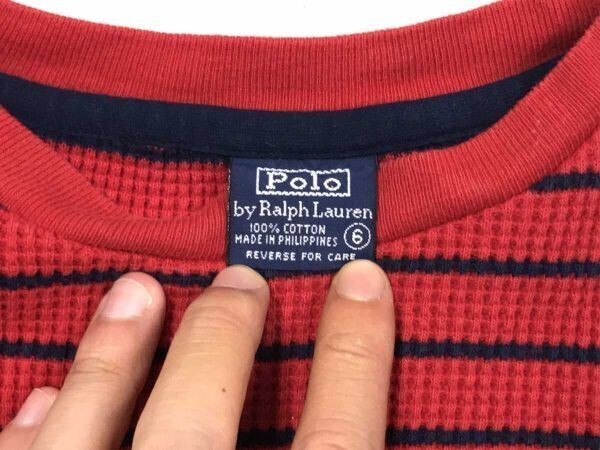 Polo
by Ralph Lauren
100% COTTON
MADE IN PHILIPPINES 6
REVERSE FOR CARE